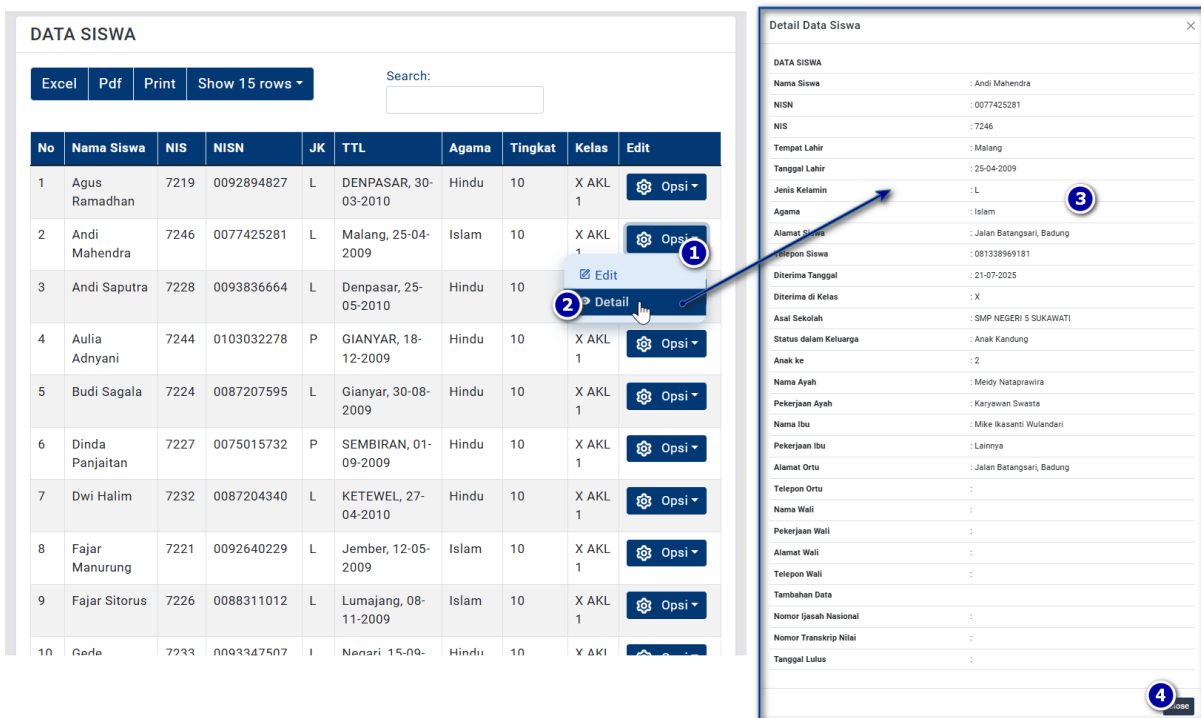 DATA SISWA
Excel Pdf Print Show 15 rows
Search:
No Nama Siswa NIS NISN JK TTL Agama Tingkat Kelas Edit
1 Agus 7219 0092894827 L DENPASAR, 30- Hindu 10 X AKL Opsi
Ramadhan 03-2010 1
2 Andi 7246 0077425281 L Malang, 25-04- Islam 10 X AKL Opsi
Mahendra 2009 1
1
Edit
2 Detail
3 Andi Saputra 7228 0093836664 L Denpasar, 25- Hindu 10
05-2010
4 Aulia 7244 0103032278 P GIANYAR, 18- Hindu 10 X AKL Opsi
Adnyani 12-2009 1
5 Budi Sagala 7224 0087207595 L Gianyar, 30-08- Hindu 10 X AKL Opsi
2009 1
6 Dinda 7227 0075015732 P SEMBIRAN, 01- Hindu 10 X AKL Opsi
Panjaitan 09-2009 1
7 Dwi Halim 7232 0087204340 L KETEWEL, 27- Hindu 10 X AKL Opsi
04-2010 1
8 Fajar 7221 0092640229 L Jember, 12-05- Islam 10 X AKL Opsi
Manurung 2009 1
9 Fajar Sitorus 7226 0088311012 L Lumajang, 08- Islam 10 X AKL Opsi
11-2009 1
10 Gede 7233 0093347507 L Negari, 15-09- Hindu 10 X AKL
Detail Data Siswa
DATA SISWA
Nama Siswa : Andi Mahendra
NISN : 0077425281
NIS : 7246
Tempat Lahir : Malang
Tanggal Lahir : 25-04-2009
Jenis Kelamin : L
3
Agama : Islam
Alamat Siswa : Jalan Batangsari, Badung
Telepon Siswa : 081338969181
Diterima Tanggal : 21-07-2025
Diterima di Kelas : X
Asal Sekolah : SMP NEGERI 5 SUKAWATI
Status dalam Keluarga : Anak Kandung
Anak ke : 2
Nama Ayah : Meidy Nataprawira
Pekerjaan Ayah : Karyawan Swasta
Nama Ibu : Mike Ikasanti Wulandari
Pekerjaan Ibu : Lainnya
Alamat Ortu : Jalan Batangsari, Badung
Telepon Ortu :
Nama Wali :
Pekerjaan Wali :
Alamat Wali :
Telepon Wali :
Tambahan Data
Nomor Ijasah Nasional :
Nomor Transkrip Nilai :
Tanggal Lulus :
4
Close